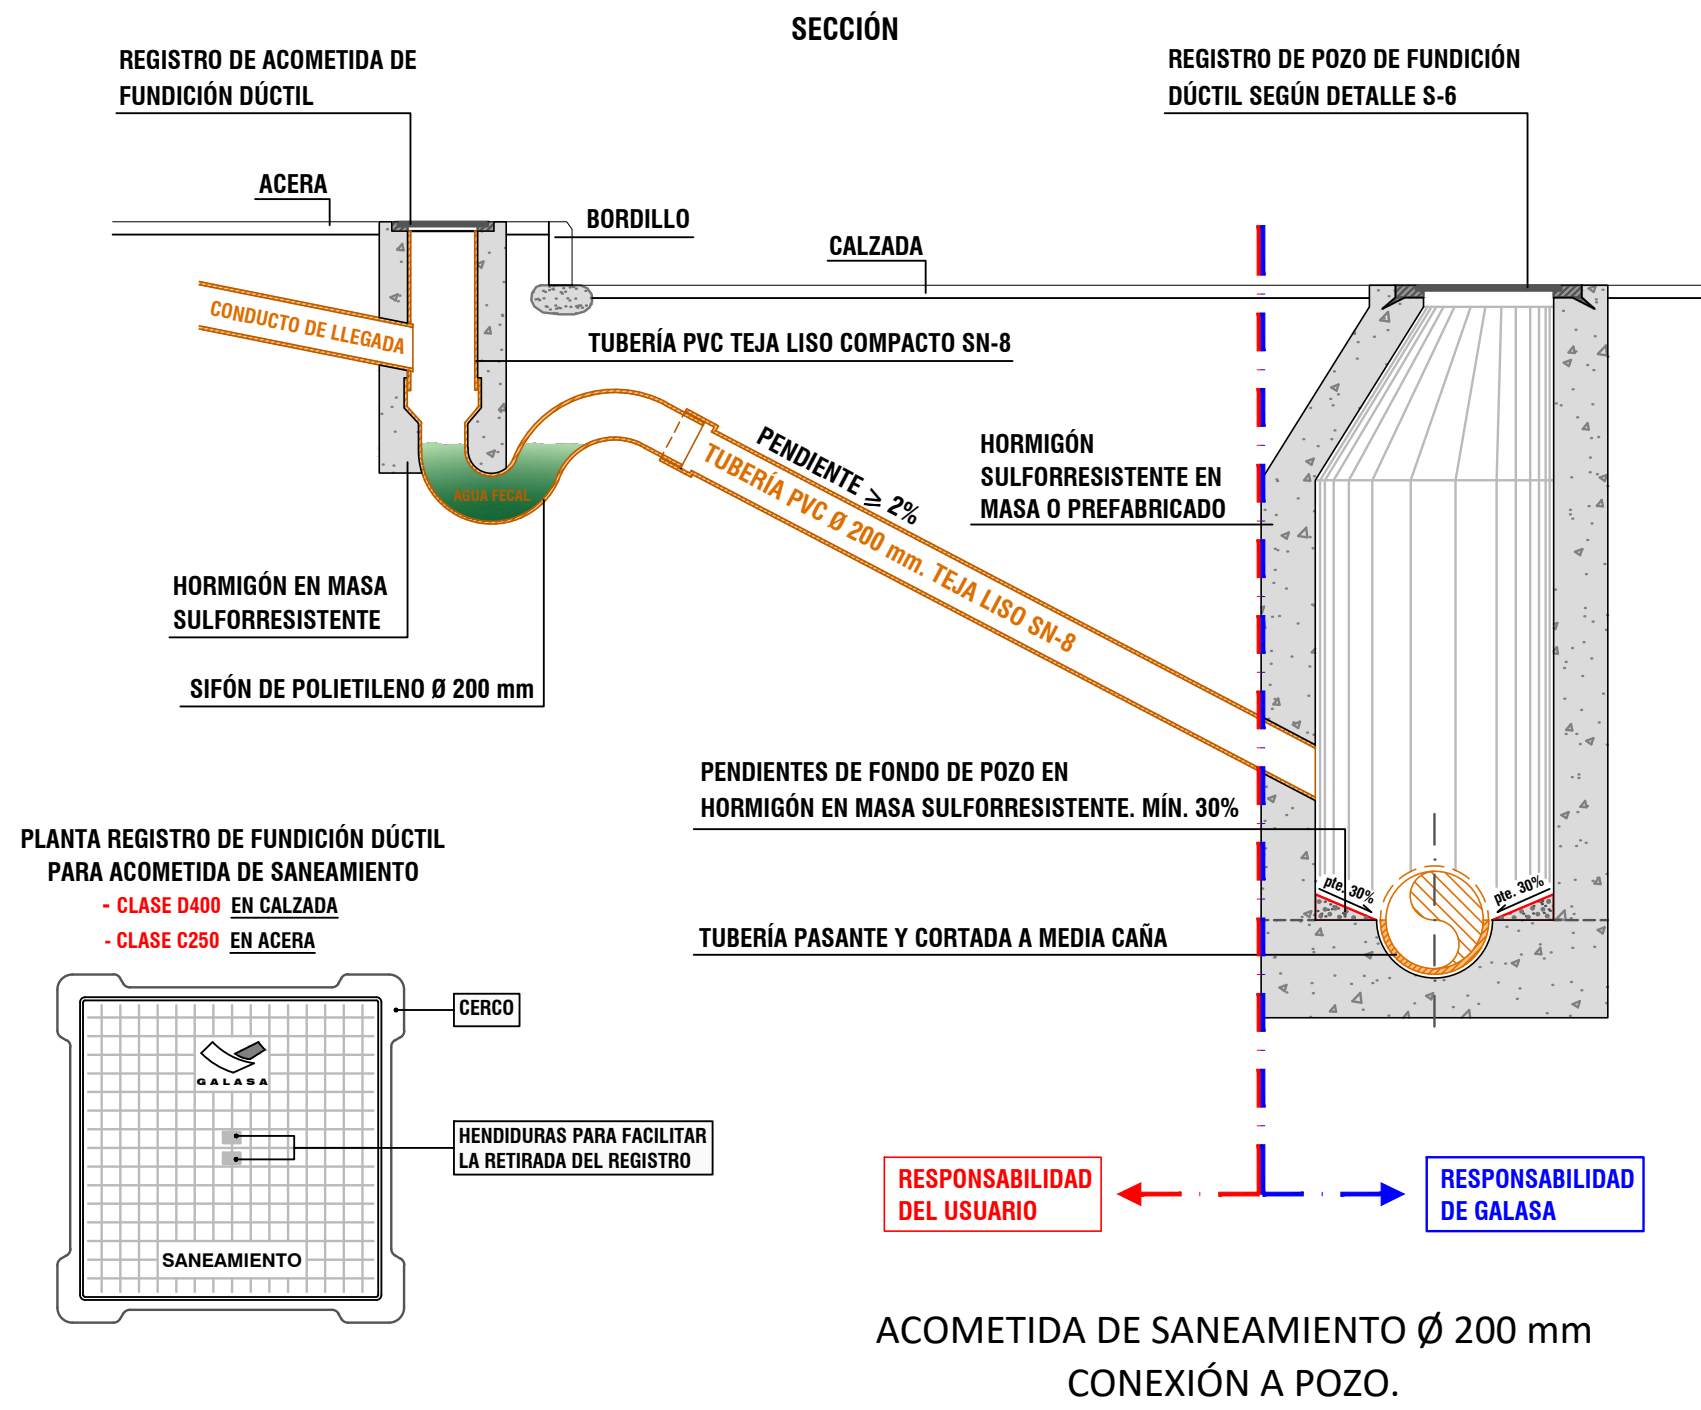 SECCIÓN
REGISTRO DE ACOMETIDA DE
FUNDICIÓN DÚCTIL
REGISTRO DE POZO DE FUNDICIÓN
DÚCTIL SEGÚN DETALLE S-6
ACERA
BORDILLO
CALZADA
CONDUCTO DE LLEGADA
TUBERÍA PVC TEJA LISO COMPACTO SN-8
PENDIENTE ≥ 2%
TUBERÍA PVC Ø 200 mm. TEJA LISO SN-8
HORMIGÓN
SULFORRESISTENTE EN
MASA O PREFABRICADO
AGUA FECAL
HORMIGÓN EN MASA
SULFORRESISTENTE
SIFÓN DE POLIETILENO Ø 200 mm
PENDIENTES DE FONDO DE POZO EN
HORMIGÓN EN MASA SULFORRESISTENTE. MÍN. 30%
pte. 30%
pte. 30%
TUBERÍA PASANTE Y CORTADA A MEDIA CAÑA
PLANTA REGISTRO DE FUNDICIÓN DÚCTIL
PARA ACOMETIDA DE SANEAMIENTO
- CLASE D400 EN CALZADA
- CLASE C250 EN ACERA
CERCO
GALASA
HENDIDURAS PARA FACILITAR
LA RETIRADA DEL REGISTRO
SANEAMIENTO
RESPONSABILIDAD
DEL USUARIO
RESPONSABILIDAD
DE GALASA
ACOMETIDA DE SANEAMIENTO Ø 200 mm
CONEXIÓN A POZO.